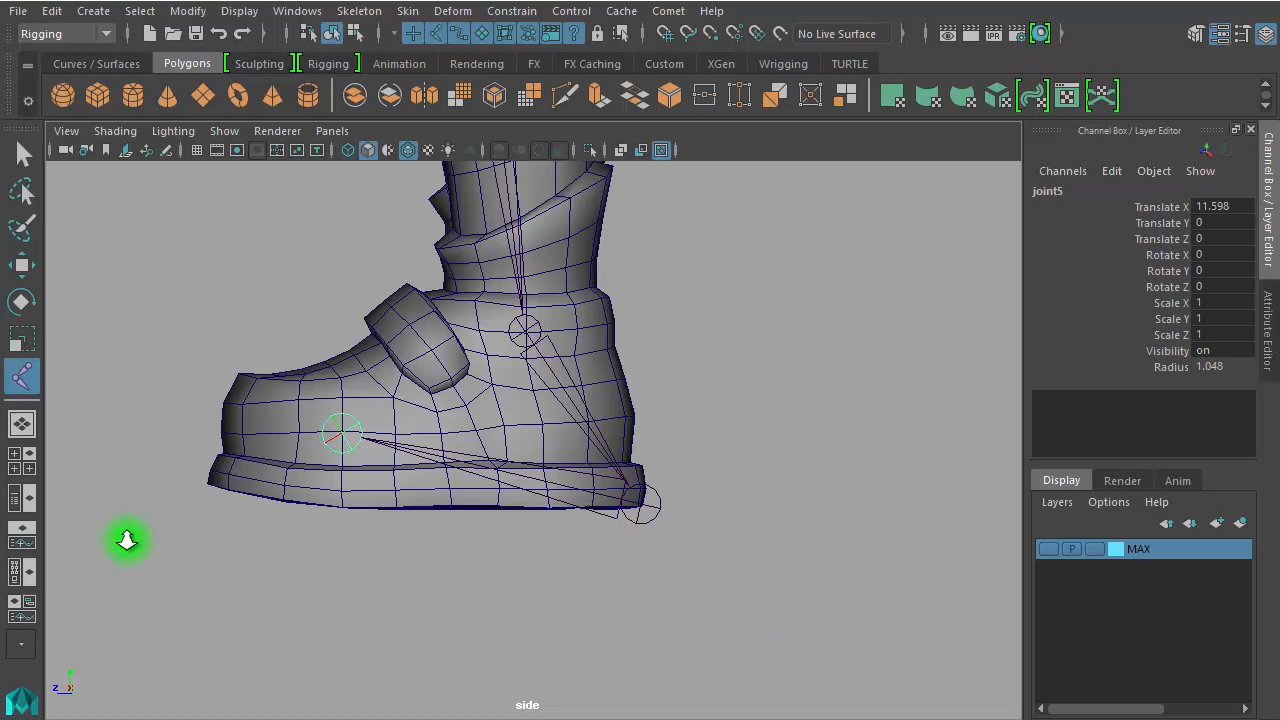 File Edit Create Select Modify Display Windows Skeleton Skin Deform Constrain Control Cache Comet Help
Rigging No Live Surface
Curves / Surfaces Polygons Sculpting Rigging Animation Rendering FX FX Caching Custom XGen Wrigging TURTLE
View Shading Lighting Show Renderer Panels
Channel Box / Layer Editor
Channels Edit Object Show
joint5
Translate X 11.598
Translate Y 0
Translate Z 0
Rotate X 0
Rotate Y 0
Rotate Z 0
Scale X 1
Scale Y 1
Scale Z 1
Visibility on
Radius 1.048
Channel Box / Layer Editor
Attribute Editor
Display Render Anim
Layers Options Help
P MAX
z x
side